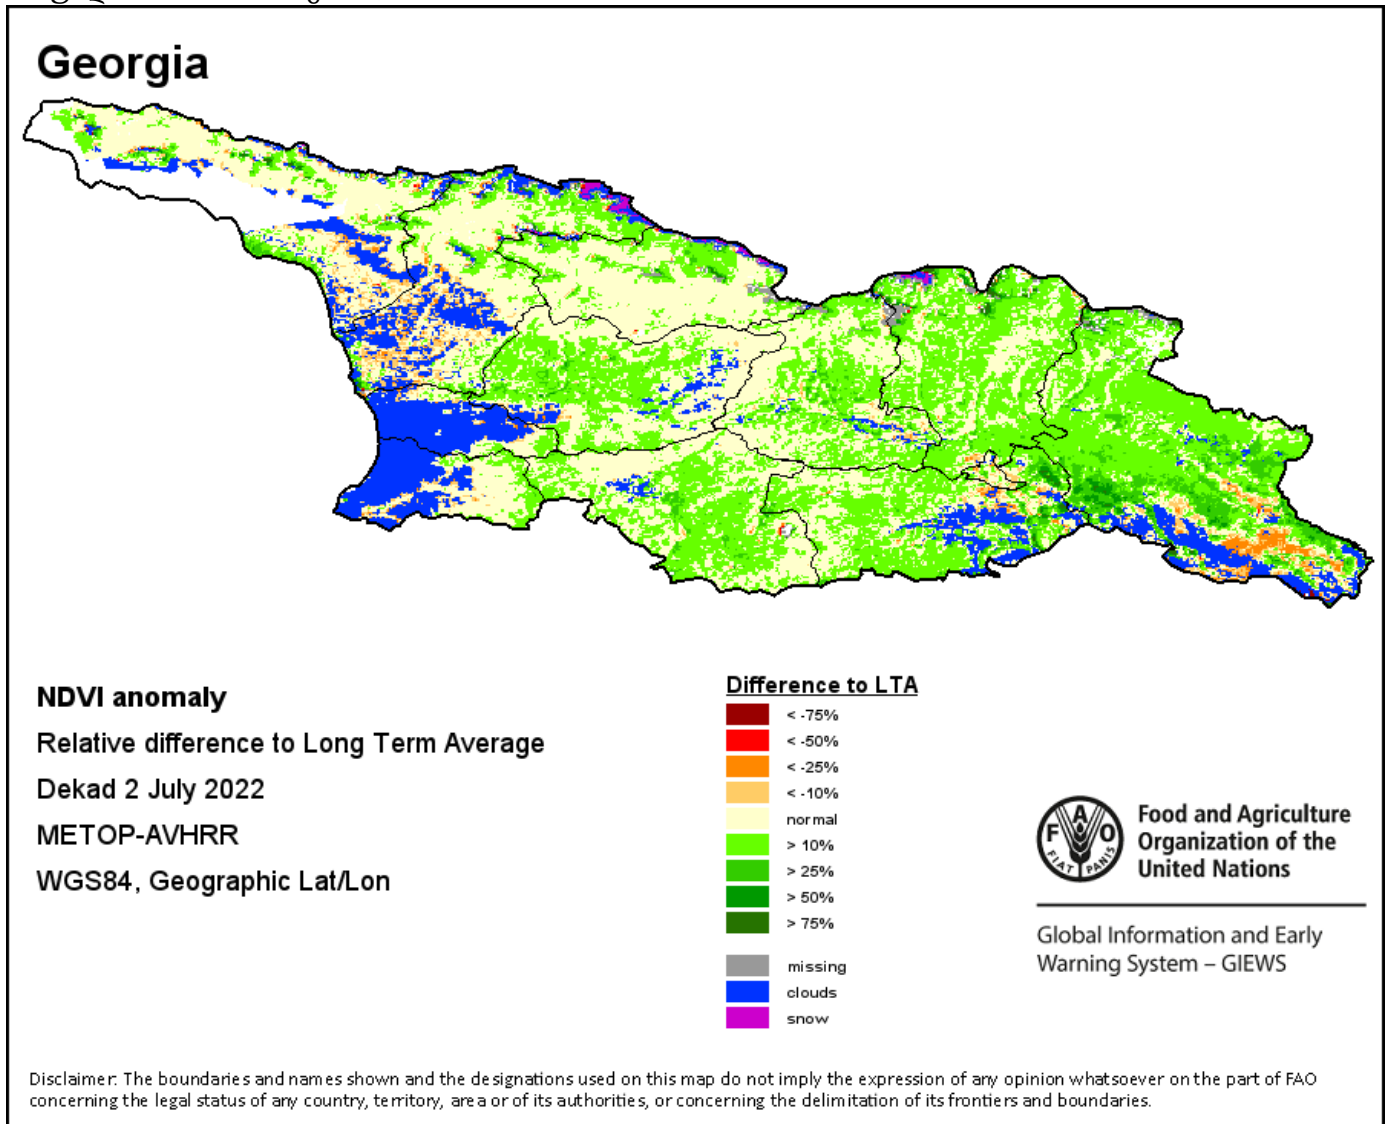 Georgia
NDVI anomaly
Relative difference to Long Term Average
Dekad 2 July 2022
METOP-AVHRR
WGS84, Geographic Lat/Lon
Difference to LTA
< -75%
< -50%
< -25%
< -10%
normal
> 10%
> 25%
> 50%
> 75%
missing
clouds
snow
F A O
FIAT PANIS
Food and Agriculture
Organization of the
United Nations
Global Information and Early
Warning System – GIEWS
Disclaimer: The boundaries and names shown and the designations used on this map do not imply the expression of any opinion whatsoever on the part of FAO
concerning the legal status of any country, territory, area or of its authorities, or concerning the delimitation of its frontiers and boundaries.